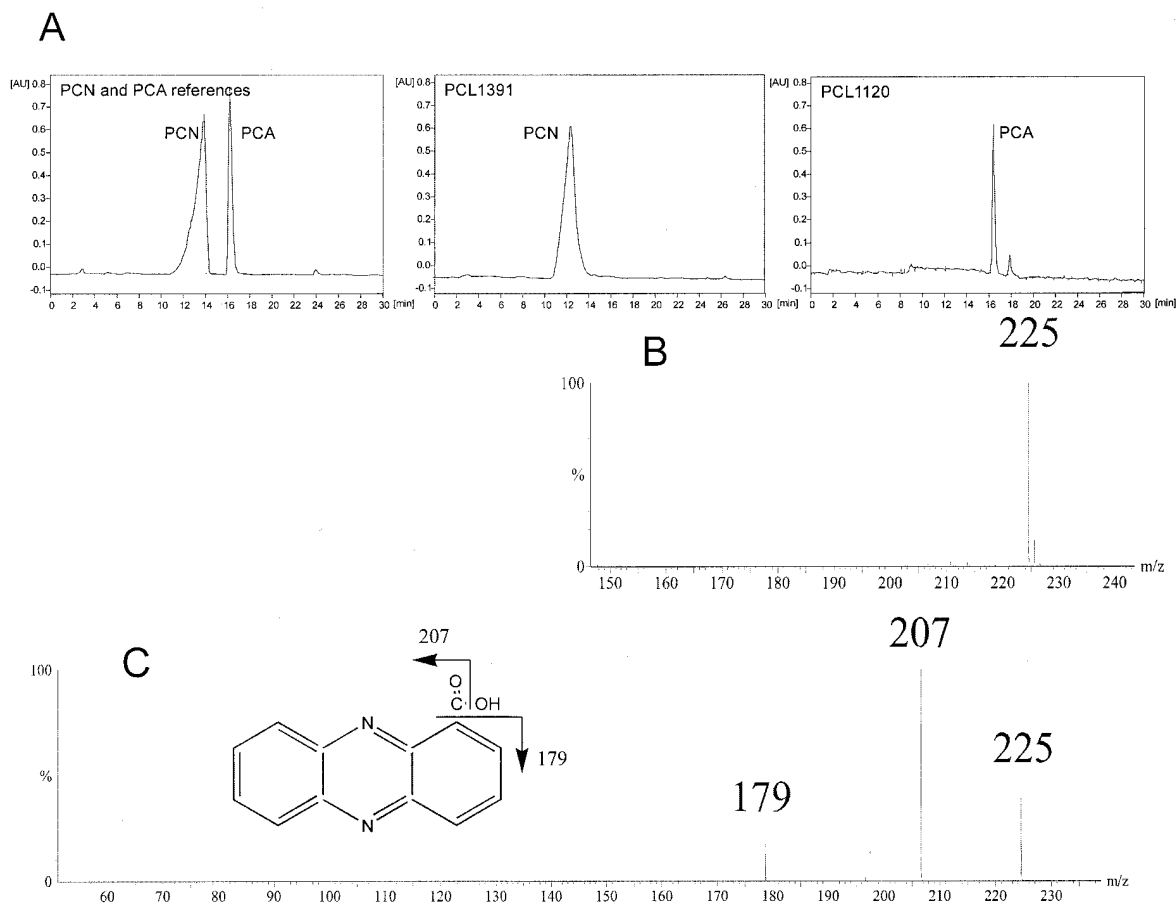 A
[AU] 0.8
0.7
0.6
0.5
0.4
0.3
0.2
0.1
0.0
-0.1
PCN and PCA references
PCN PCA
0 2 4 6 8 10 12 14 16 18 20 22 24 26 28 30 [min]
[AU] 0.8
0.7
0.6
0.5
0.4
0.3
0.2
0.1
0.0
-0.1
PCL1391
PCN
0 2 4 6 8 10 12 14 16 18 20 22 24 26 28 30 [min]
[AU] 0.8
0.7
0.6
0.5
0.4
0.3
0.2
0.1
0.0
-0.1
PCL1120
PCA
0 2 4 6 8 10 12 14 16 18 20 22 24 26 28 30 [min]
B
225
100
%
0
150 160 170 180 190 200 210 220 230 240 m/z
C
207
100
%
0
207
O
C OH
N
N
179
179
225
60 70 80 90 100 110 120 130 140 150 160 170 180 190 200 210 220 230 m/z